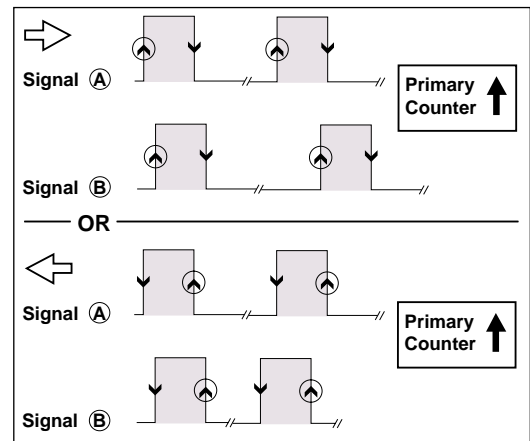 Signal Ⓐ
Primary
Counter
Signal Ⓑ
OR
Signal Ⓐ
Primary
Counter
Signal Ⓑ